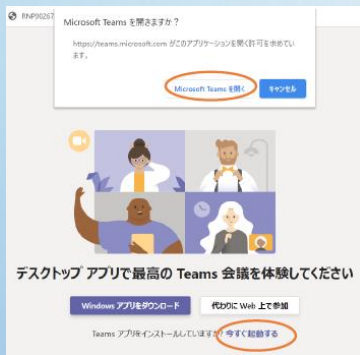 RNP90267
Microsoft Teams を開きますか？
https://teams.microsoft.com がこのアプリケーションを開く許可を求めてい
ます。
Microsoft Teams を開く
キャンセル
デスクトップ アプリで最高の Teams 会議を体験してください
Windows アプリをダウンロード
代わりに Web 上で参加
Teams アプリをインストールしていますか? 今すぐ起動する